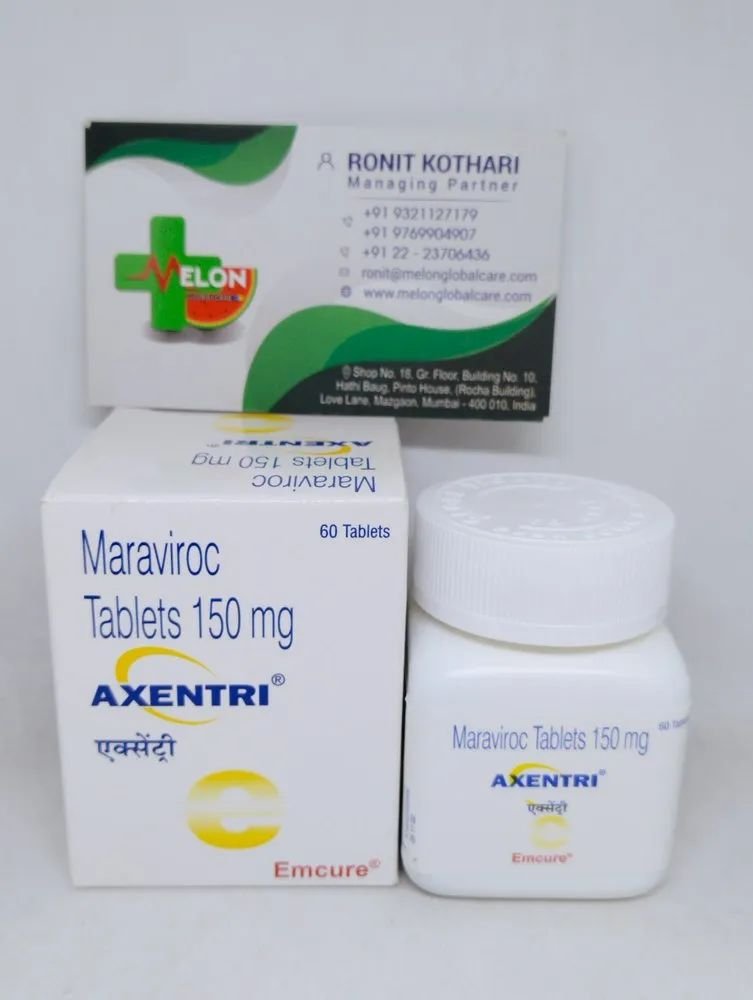 RONIT KOTHARI
Managing Partner
+91 9321127179
+91 9769904907
+91 22 - 23706436
ronit@melonglobalcare.com
www.melonglobalcare.com
MELON
Shop No. 18, Gr. Floor, Building No. 10,
Hathi Baug, Pinto House, (Rocha Building),
Love Lane, Mazgaon, Mumbai - 400 010, India
AXENTRI®
Tablets 150 mg
Maraviroc
60 Tablets
Maraviroc
Tablets 150 mg
AXENTRI®
एक्सेंट्री
Emcure®
Maraviroc Tablets 150 mg
AXENTRI®
एक्सेंट्री
Emcure®